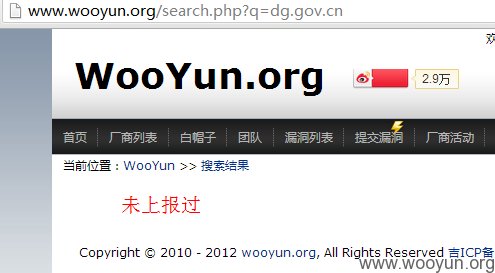 www.wooyun.org/search.php?q=dg.gov.cn
WooYun.org
2.9万
首页 厂商列表 白帽子 团队 漏洞列表 提交漏洞 厂商活动
当前位置：WooYun >> 搜索结果
未上报过
Copyright © 2010 - 2012 wooyun.org, All Rights Reserved 吉ICP备
www.wooyun.org